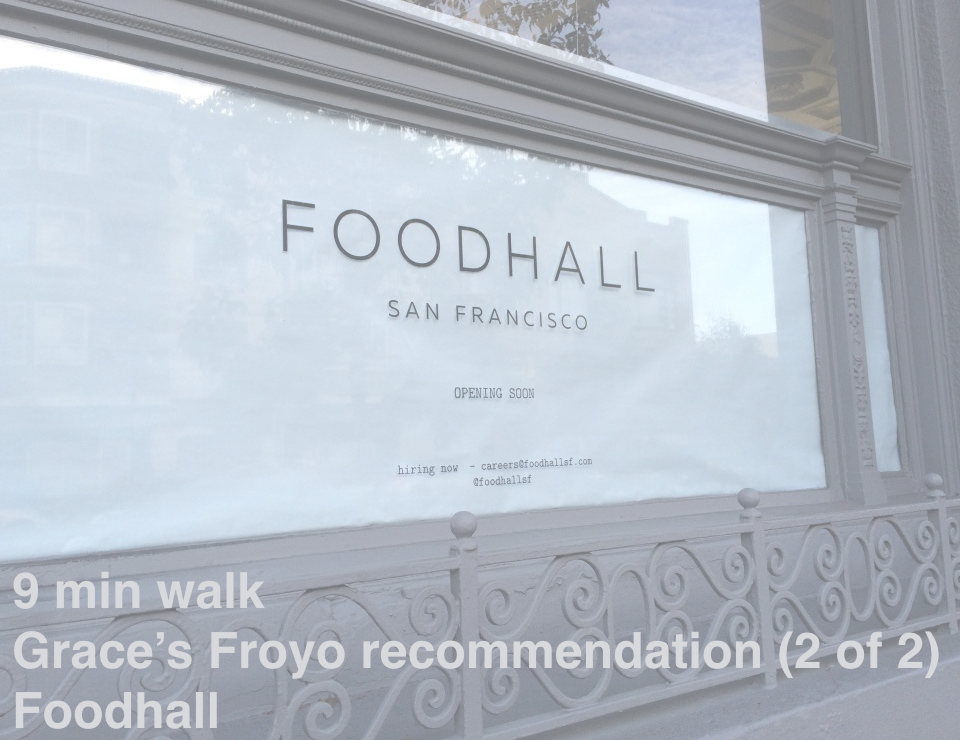 FOODHALL
SAN FRANCISCO
OPENING SOON
hiring now - careers@foodhallsf.com
@foodhallsf
9 min walk
Grace's Froyo recommendation (2 of 2)
Foodhall